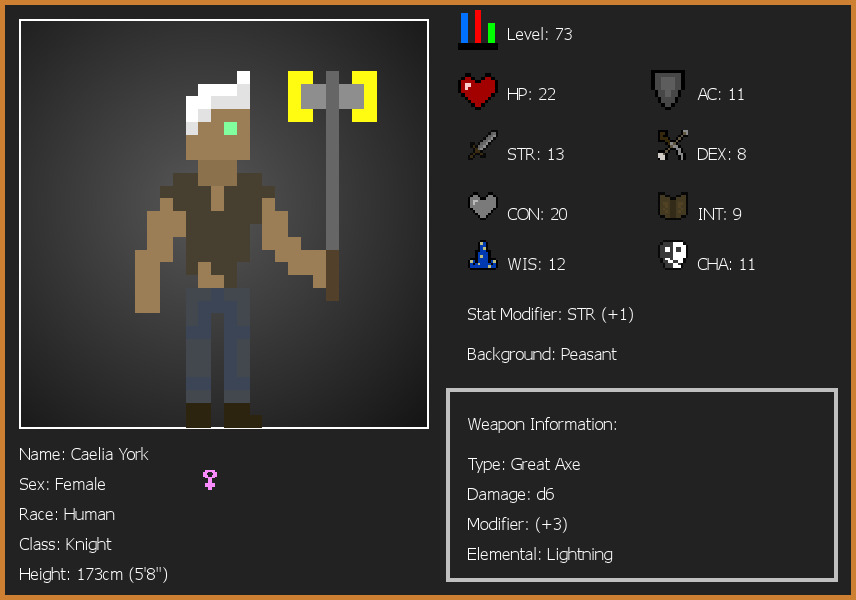 Level: 73
HP: 22
AC: 11
STR: 13
DEX: 8
CON: 20
INT: 9
WIS: 12
CHA: 11
Stat Modifier: STR (+1)
Background: Peasant
Name: Caelia York
Sex: Female
Race: Human
Class: Knight
Height: 173cm (5'8")
Weapon Information:
Type: Great Axe
Damage: d6
Modifier: (+3)
Elemental: Lightning